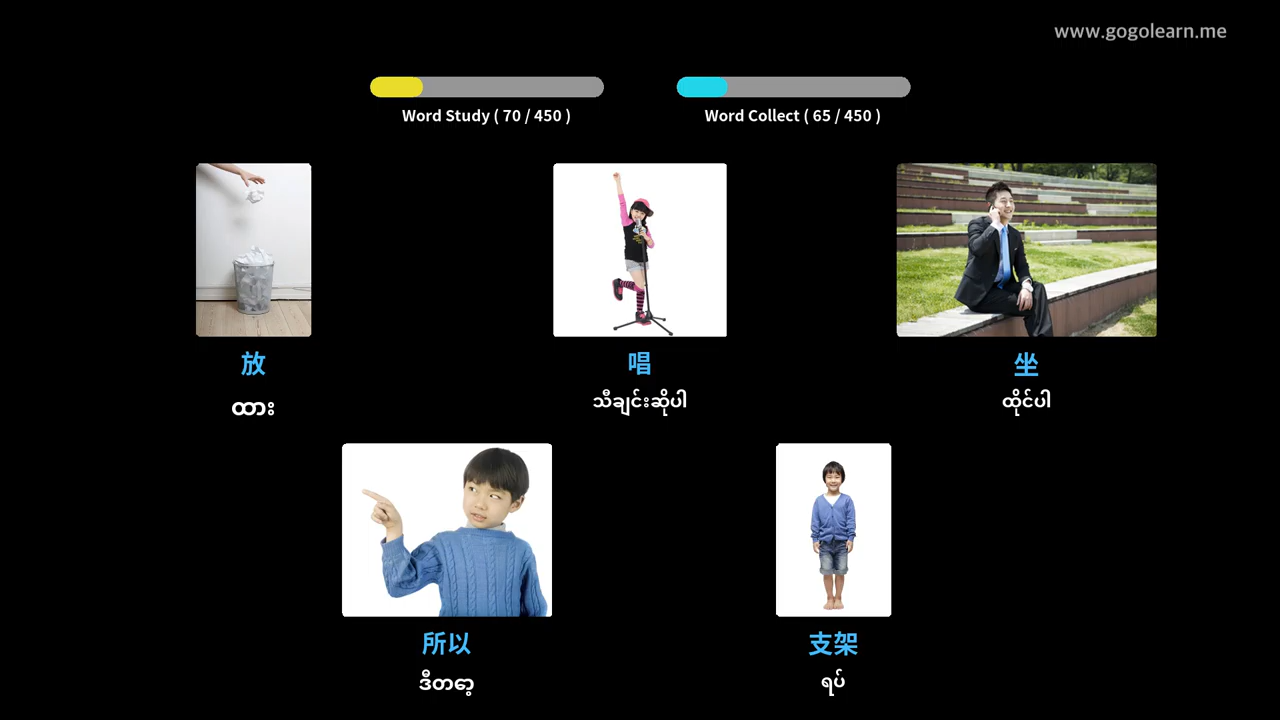 www.gogolearn.me
Word Study ( 70 / 450 )
Word Collect ( 65 / 450 )
放
唱
坐
ထား
သီချင်းဆိုပါ
ထိုင်ပါ
所以
支架
ဒီတော့
ရပ်